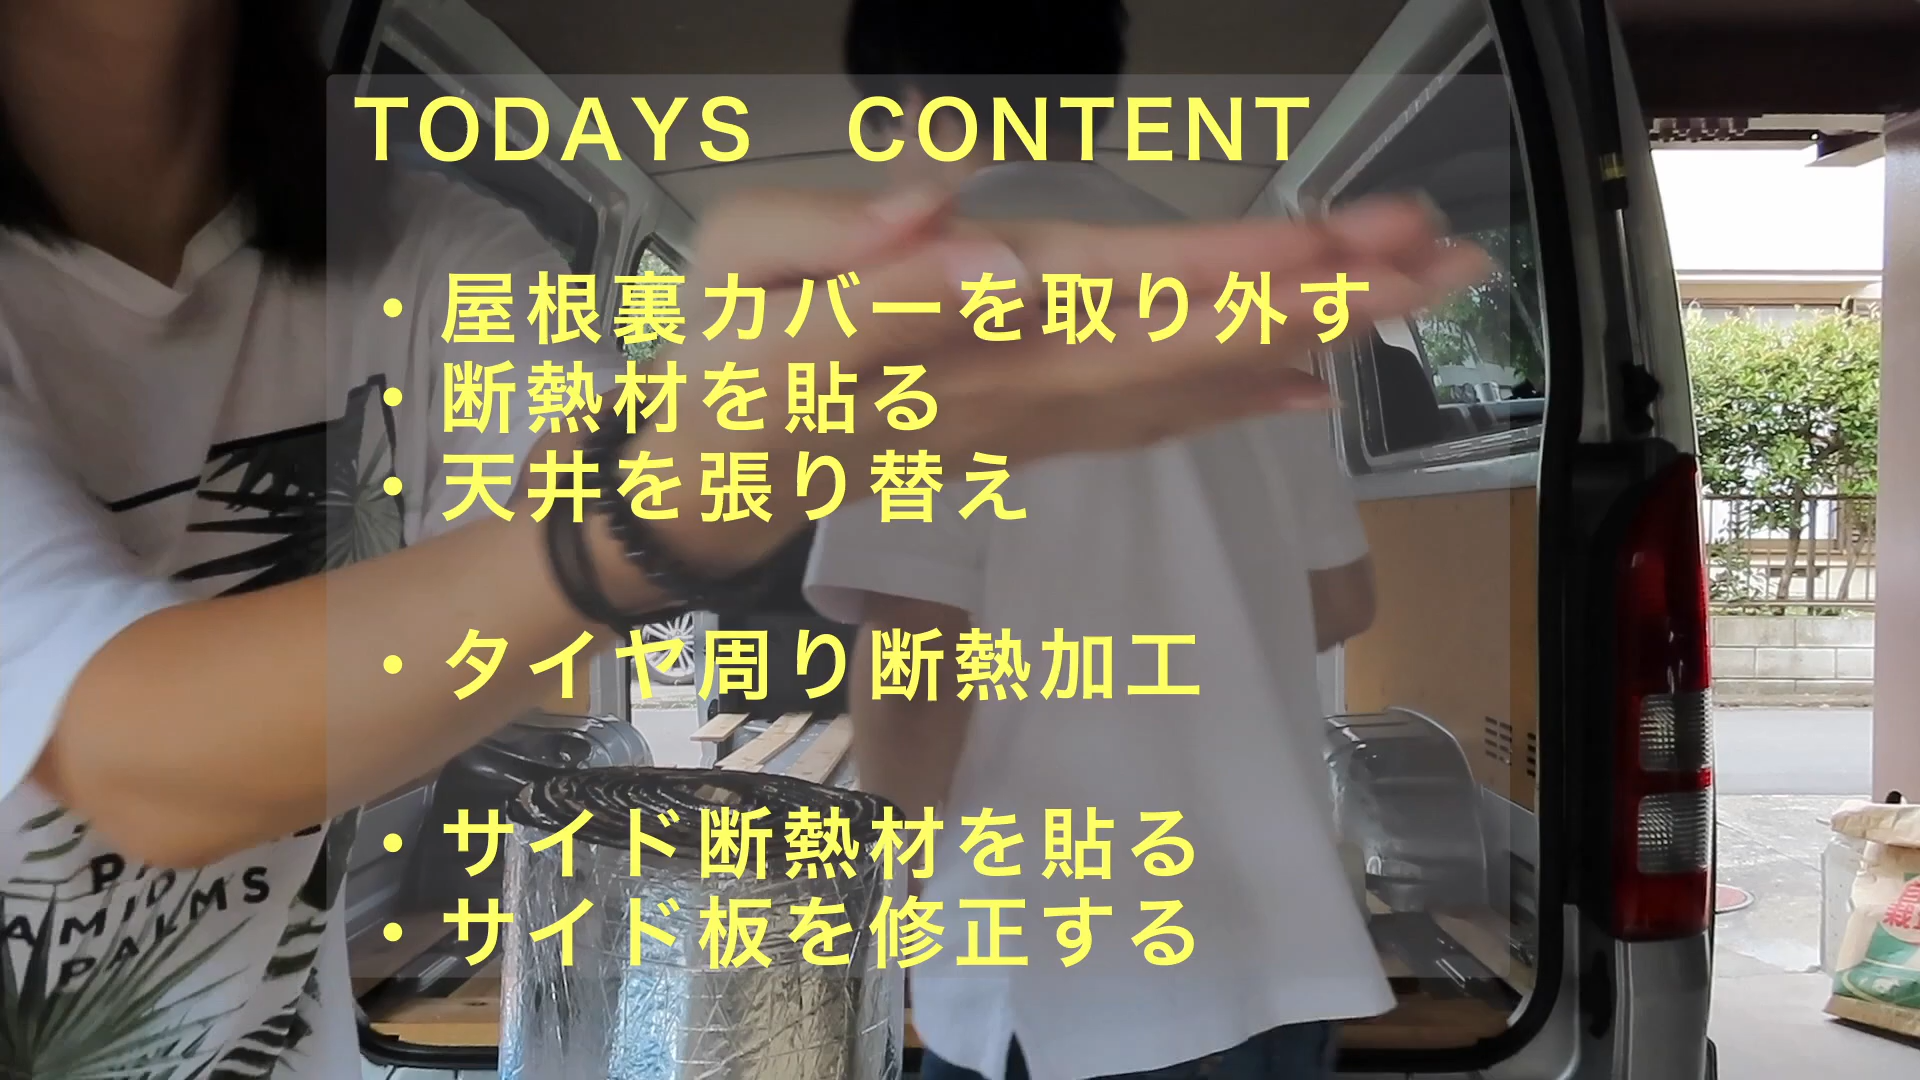 TODAYS　CONTENT
・屋根裏カバーを取り外す
・断熱材を貼る
・天井を張り替え
・タイヤ周り断熱加工
・サイド断熱材を貼る
・サイド板を修正する
PALMS
PALMS